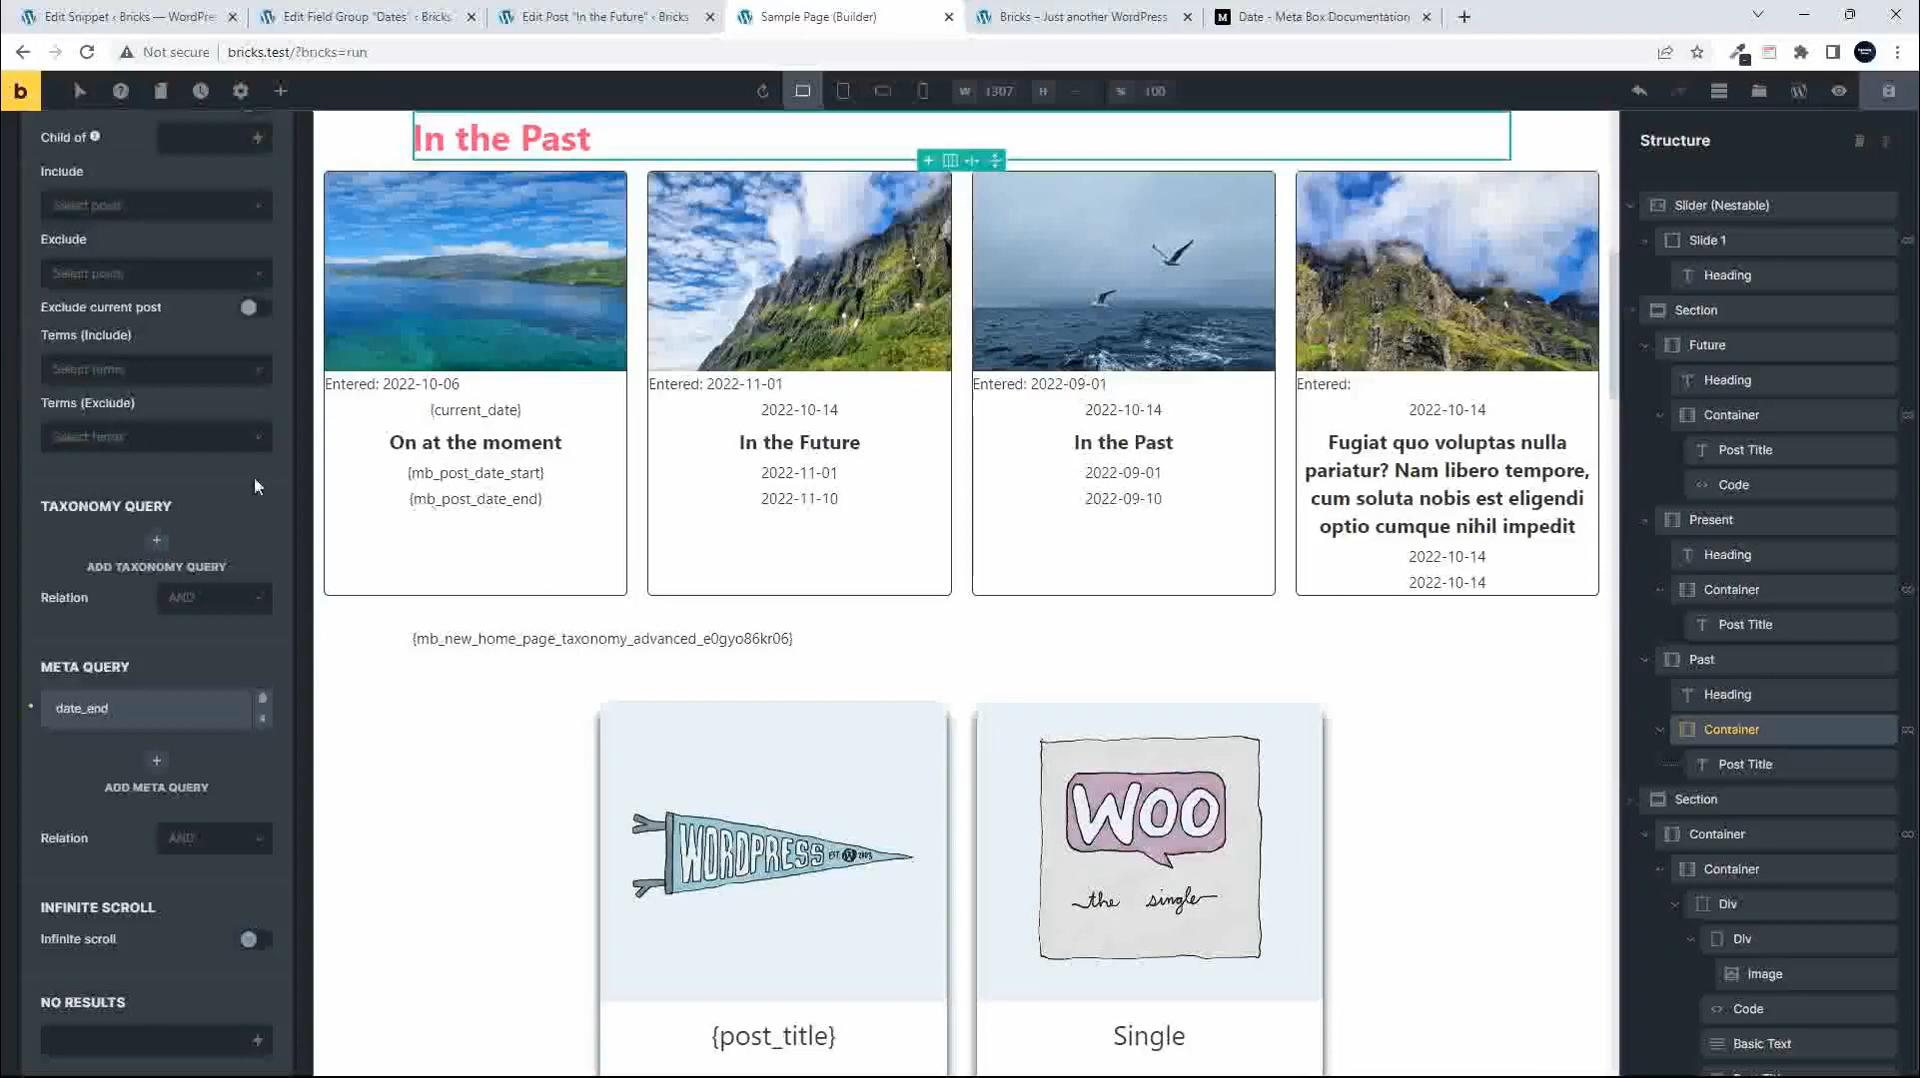 Edit Snippet ‹ Bricks — WordPre
Edit Field Group "Dates" ‹ Bricks
Edit Post "In the Future" ‹ Bricks
Sample Page (Builder)
Bricks – Just another WordPress
Date - Meta Box Documentation
Not secure
bricks.test/?bricks=run
b
W 1307 H - % 100
Child of
Include
Select posts
Exclude
Select posts
Exclude current post
Terms (Include)
Select terms
Terms (Exclude)
Select terms
TAXONOMY QUERY
ADD TAXONOMY QUERY
Relation AND
META QUERY
date_end
ADD META QUERY
Relation AND
INFINITE SCROLL
Infinite scroll
NO RESULTS
In the Past
Entered: 2022-10-06
{current_date}
On at the moment
{mb_post_date_start}
{mb_post_date_end}
Entered: 2022-11-01
2022-10-14
In the Future
2022-11-01
2022-11-10
Entered: 2022-09-01
2022-10-14
In the Past
2022-09-01
2022-09-10
Entered:
2022-10-14
Fugiat quo voluptas nulla
pariatur? Nam libero tempore,
cum soluta nobis est eligendi
optio cumque nihil impedit
2022-10-14
2022-10-14
{mb_new_home_page_taxonomy_advanced_e0gyo86kr06}
WORDPRESS
WOO
the single
{post_title}
Single
Structure
Slider (Nestable)
Slide 1
Heading
Section
Future
Heading
Container
Post Title
Code
Present
Heading
Container
Post Title
Past
Heading
Container
Post Title
Section
Container
Container
Div
Div
Image
Code
Basic Text